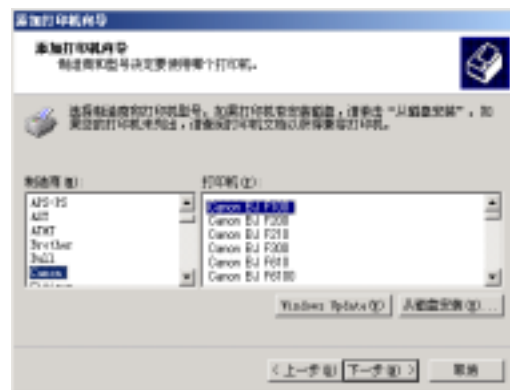 添加打印机向导
添加打印机向导
制造商和型号决定要使用哪个打印机。
选择制造商和打印机型号。如果打印机有安装磁盘，请单击“从磁盘安装”，如
果您的打印机未列出，请查阅打印机文档以获得兼容打印机。
制造商(M):
APS-PS
AST
AT&T
Brother
Bull
Canon
打印机(P):
Canon BJ F100
Canon BJ F200
Canon BJ F210
Canon BJ F300
Canon BJ F610
Canon BJ F6100
Windows Update(W)
从磁盘安装(H)...
< 上一步(B)
下一步(N) >
取消